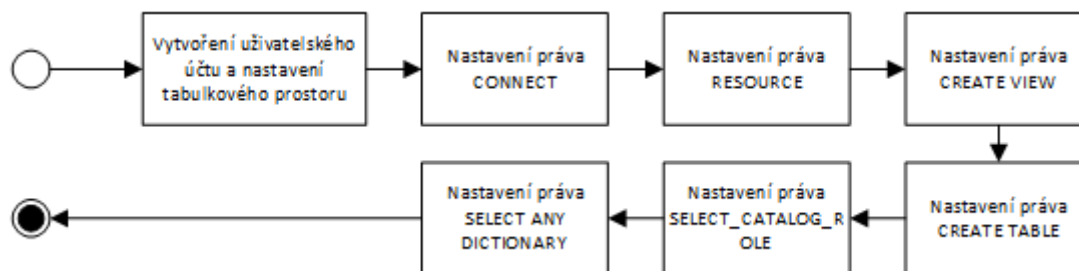 Vytvoření uživatelského
účtu a nastavení
tabulkového prostoru
Nastavení práva
CONNECT
Nastavení práva
RESOURCE
Nastavení práva
CREATE VIEW
Nastavení práva
CREATE TABLE
Nastavení práva
SELECT_CATALOG_R
OLE
Nastavení práva
SELECT ANY
DICTIONARY